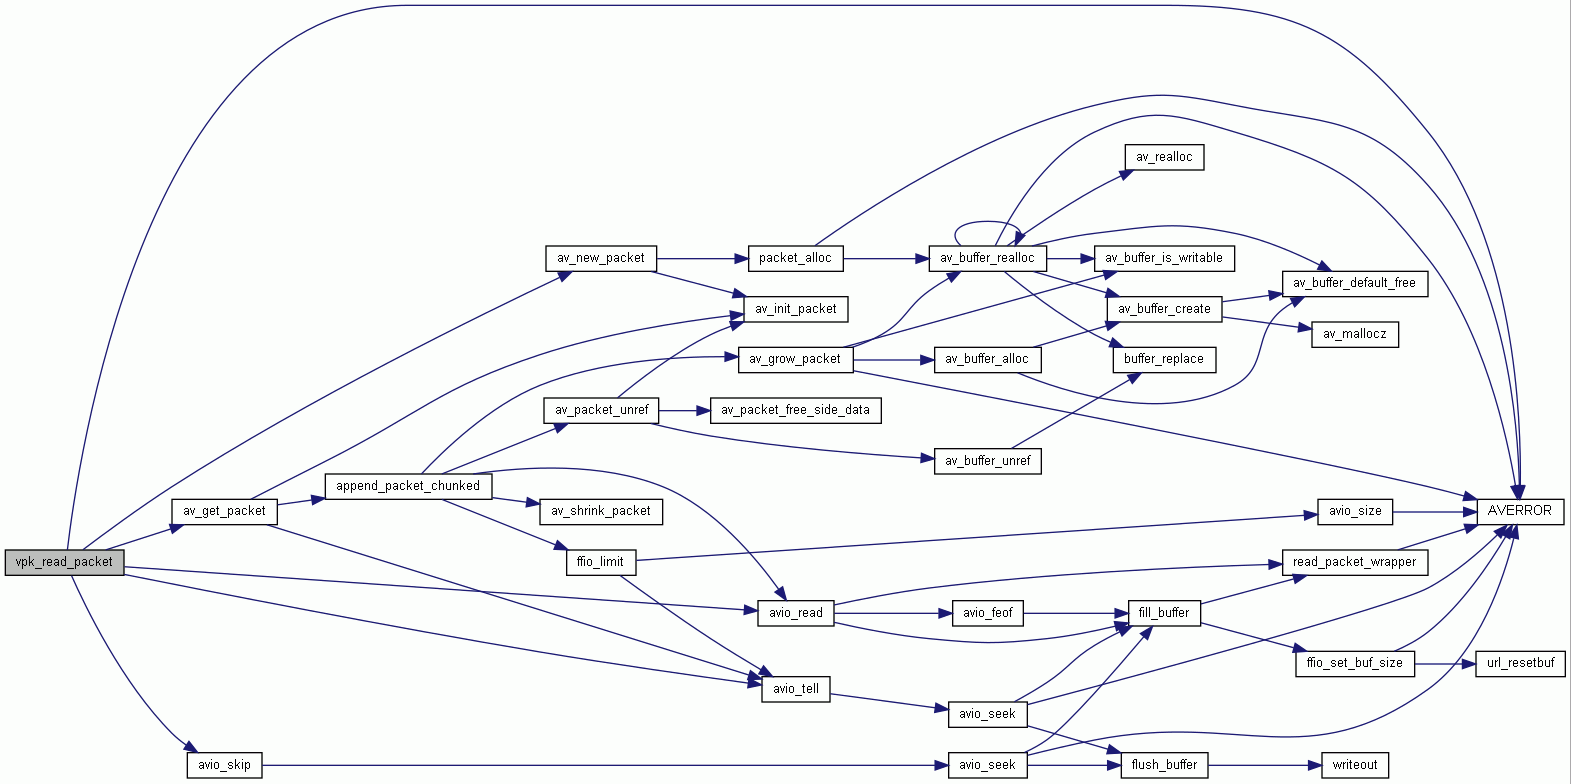 av_realloc
av_new_packet
packet_alloc
av_buffer_realloc
av_buffer_is_writable
av_buffer_default_free
av_init_packet
av_buffer_create
av_mallocz
av_grow_packet
av_buffer_alloc
buffer_replace
av_packet_unref
av_packet_free_side_data
av_buffer_unref
append_packet_chunked
av_get_packet
av_shrink_packet
avio_size
AVERROR
vpk_read_packet
ffio_limit
read_packet_wrapper
avio_read
avio_feof
fill_buffer
ffio_set_buf_size
url_resetbuf
avio_tell
avio_seek
avio_skip
avio_seek
flush_buffer
writeout